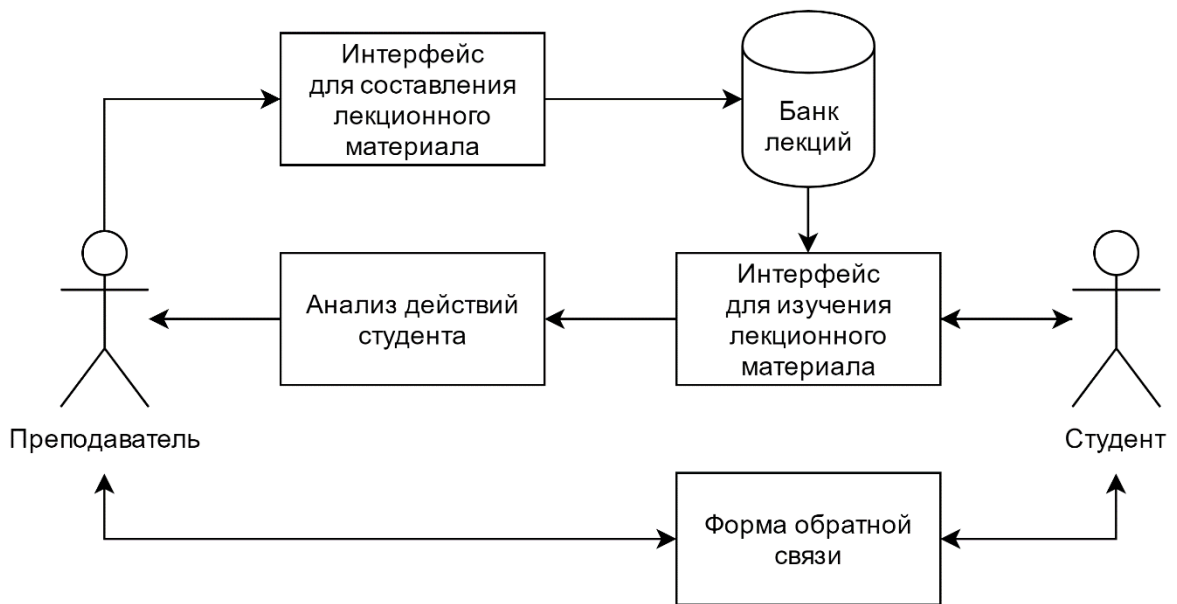 Интерфейс
для составления
лекционного
материала
Банк
лекций
Анализ действий
студента
Интерфейс
для изучения
лекционного
материала
Преподаватель
Студент
Форма обратной
связи